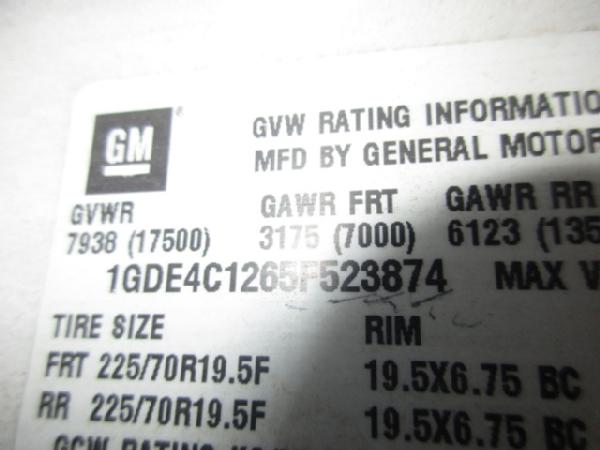 GM®
GVW RATING INFORMATIO
MFD BY GENERAL MOTOR
GVWR GAWR FRT GAWR RR
7938 (17500) 3175 (7000) 6123 (135
1GDE4C1265F523874 MAX V
TIRE SIZE RIM
FRT 225/70R19.5F 19.5X6.75 BC
RR 225/70R19.5F 19.5X6.75 BC
GCW RATING